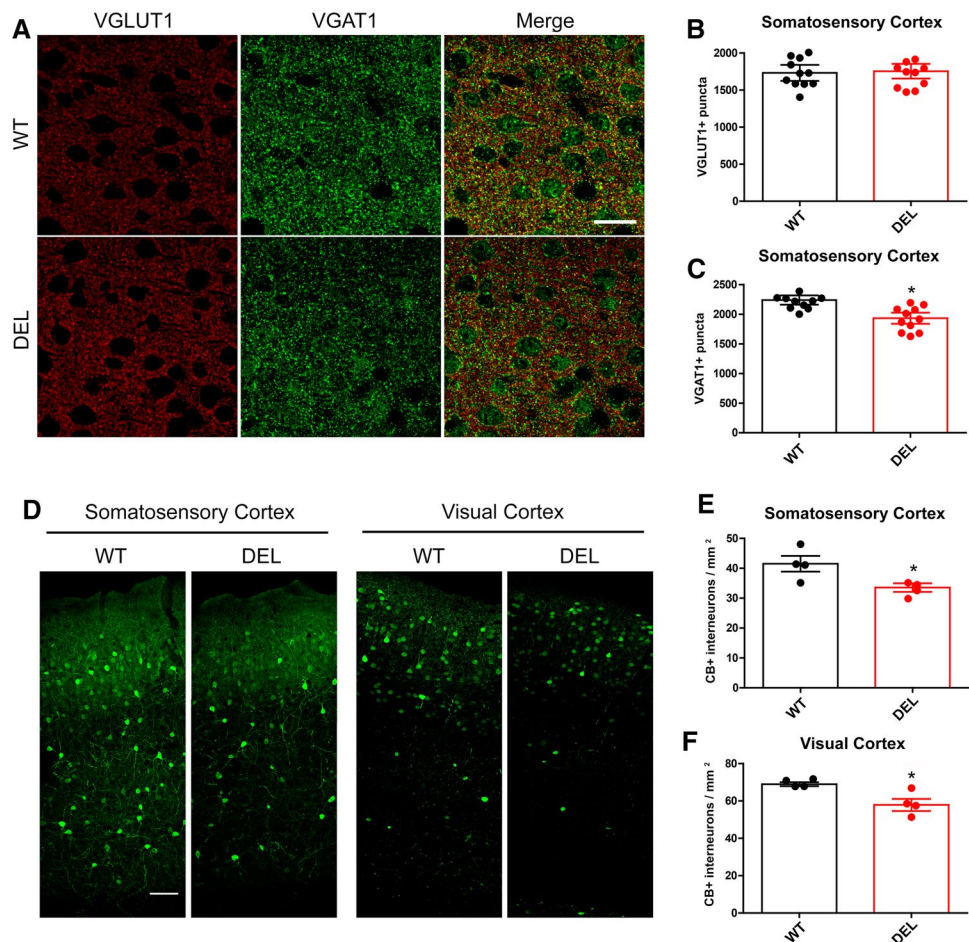 A
VGLUT1 VGAT1 Merge
WT
DEL
B
Somatosensory Cortex
VGLUT1+ puncta
2000
1500
1000
500
0
WT DEL
C
Somatosensory Cortex
VGAT1+ puncta
2500
2000
1500
1000
500
0
*
WT DEL
D
Somatosensory Cortex Visual Cortex
WT DEL WT DEL
E
Somatosensory Cortex
CB+ interneurons / mm²
50
40
30
20
10
0
*
WT DEL
F
Visual Cortex
CB+ interneurons / mm²
80
60
40
20
0
*
WT DEL